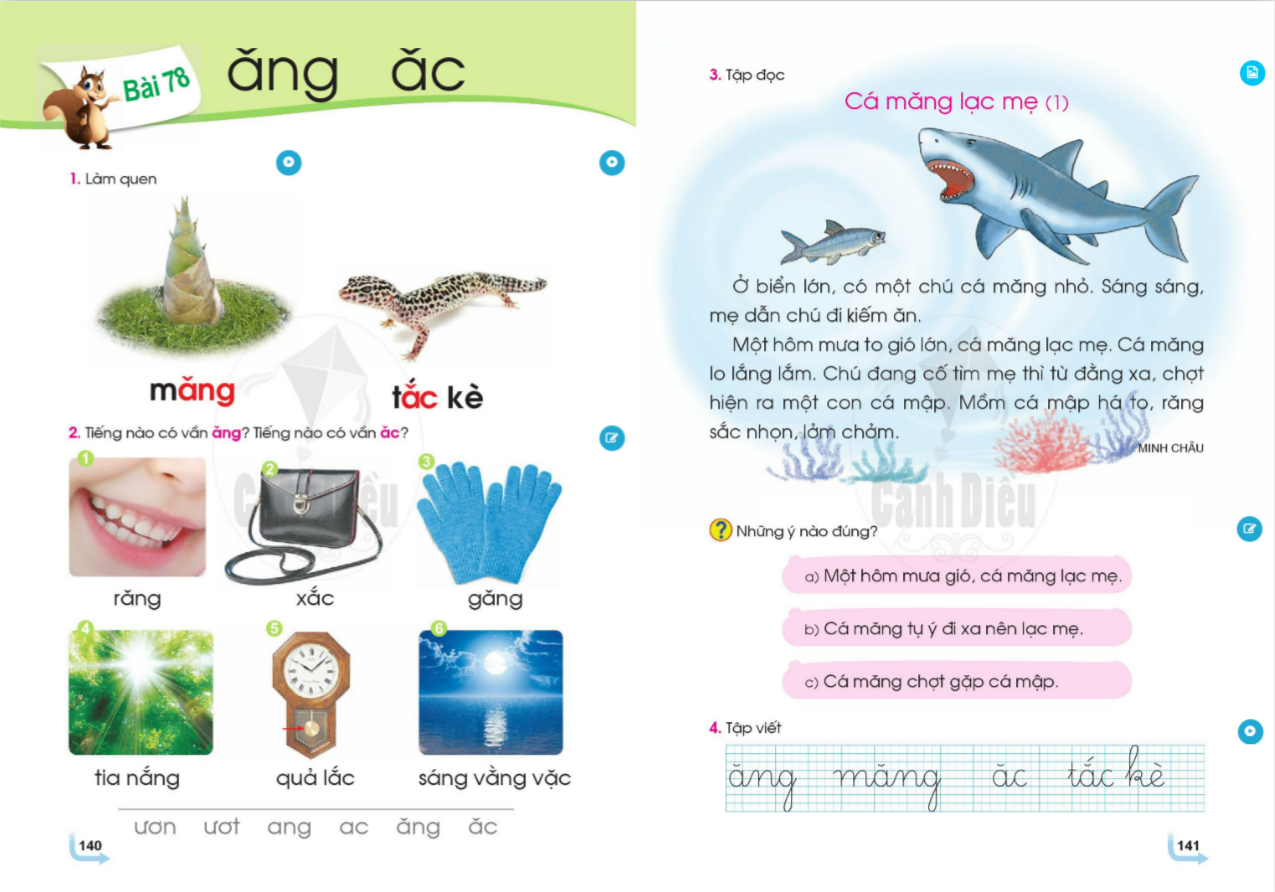 Bài 78
ăng ăc
1. Làm quen
măng
tắc kè
2. Tiếng nào có vần ăng? Tiếng nào có vần ăc?
1
2
3
răng
xắc
găng
4
5
6
tia nắng
quả lắc
sáng vằng vặc
ươn ươt ang ac ăng ăc
140
3. Tập đọc
Cá măng lạc mẹ (1)
Ở biển lớn, có một chú cá măng nhỏ. Sáng sáng,
mẹ dẫn chú đi kiếm ăn.
Một hôm mưa to gió lớn, cá măng lạc mẹ. Cá măng
lo lắng lắm. Chú đang cố tìm mẹ thì từ đằng xa, chợt
hiện ra một con cá mập. Mồm cá mập há to, răng
sắc nhọn, lởm chởm.
MINH CHÂU
Cánh Diều
Cánh Diều
? Những ý nào đúng?
a) Một hôm mưa gió, cá măng lạc mẹ.
b) Cá măng tự ý đi xa nên lạc mẹ.
c) Cá măng chợt gặp cá mập.
4. Tập viết
ăng măng ăc tắc kè
141